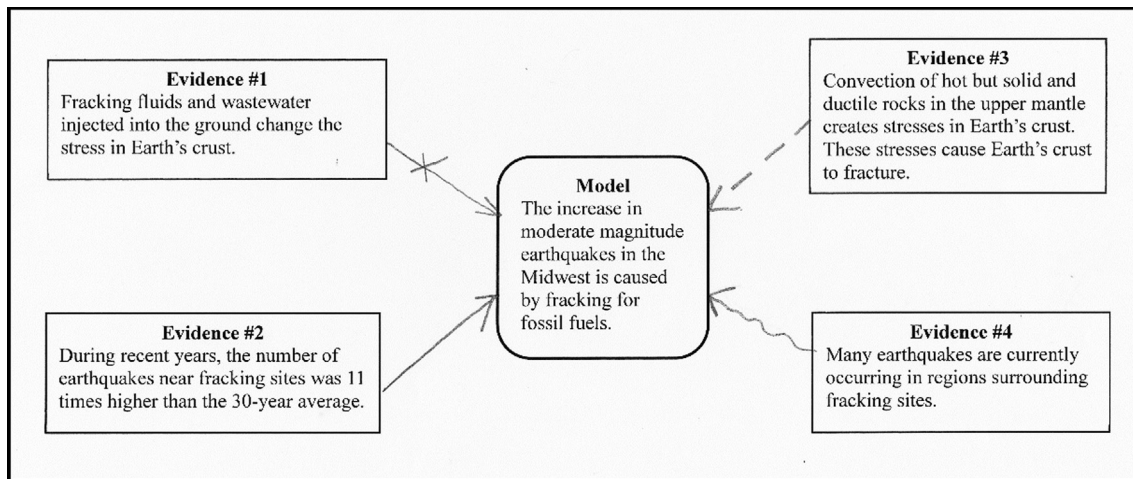 Evidence #1
Fracking fluids and wastewater
injected into the ground change the
stress in Earth's crust.
Evidence #2
During recent years, the number of
earthquakes near fracking sites was 11
times higher than the 30-year average.
Model
The increase in
moderate magnitude
earthquakes in the
Midwest is caused
by fracking for
fossil fuels.
Evidence #3
Convection of hot but solid and
ductile rocks in the upper mantle
creates stresses in Earth's crust.
These stresses cause Earth's crust
to fracture.
Evidence #4
Many earthquakes are currently
occurring in regions surrounding
fracking sites.